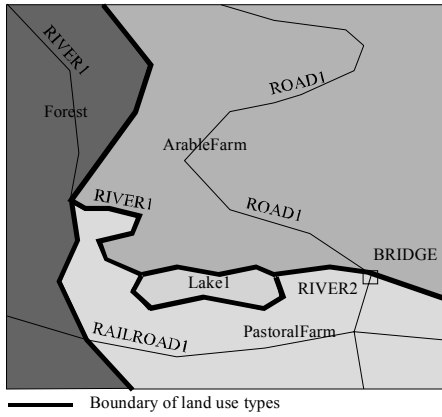 RIVER1
Forest
ROAD1
ArableFarm
RIVER1
ROAD1
BRIDGE
Lake1
RIVER2
RAILROAD1
PastoralFarm
Boundary of land use types